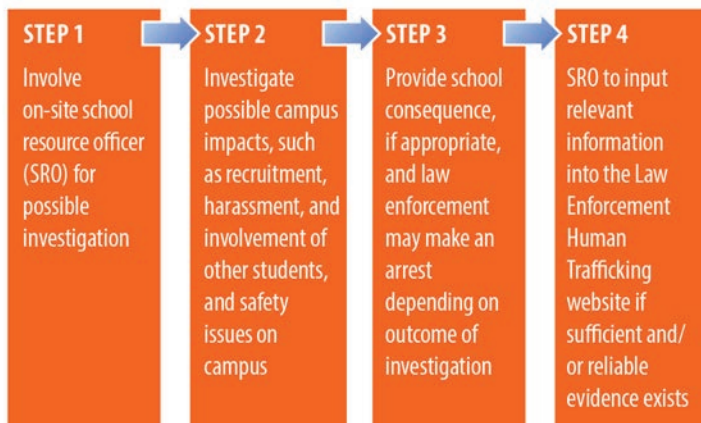 STEP 1
Involve
on-site school
resource officer
(SRO) for
possible
investigation
STEP 2
Investigate
possible campus
impacts, such
as recruitment,
harassment, and
involvement of
other students,
and safety
issues on
campus
STEP 3
Provide school
consequence,
if appropriate,
and law
enforcement
may make an
arrest
depending on
outcome of
investigation
STEP 4
SRO to input
relevant
information
into the Law
Enforcement
Human
Trafficking
website if
sufficient and/
or reliable
evidence exists